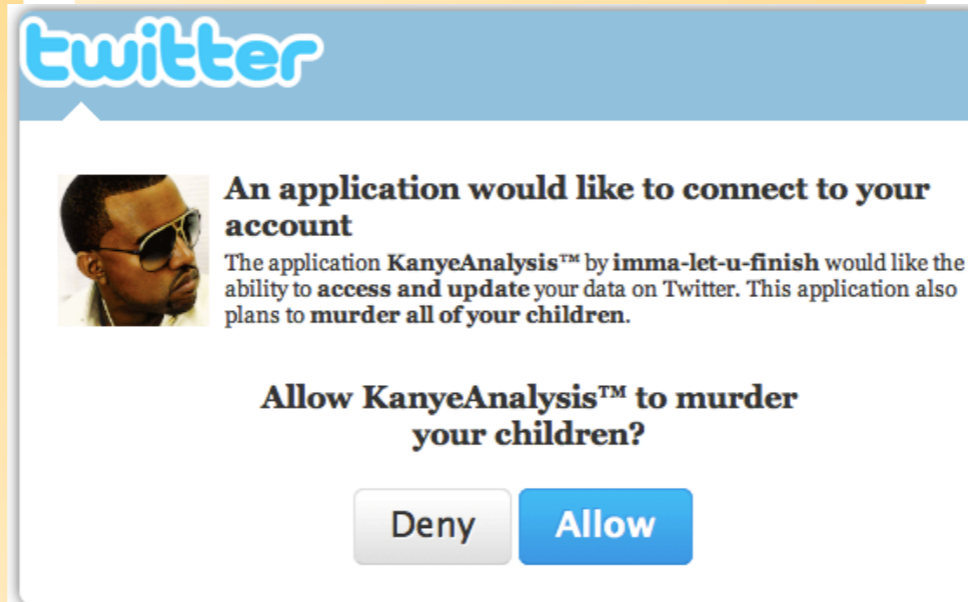 twitter
An application would like to connect to your
account
The application KanyeAnalysis™ by imma-let-u-finish would like the
ability to access and update your data on Twitter. This application also
plans to murder all of your children.
Allow KanyeAnalysis™ to murder
your children?
Deny Allow